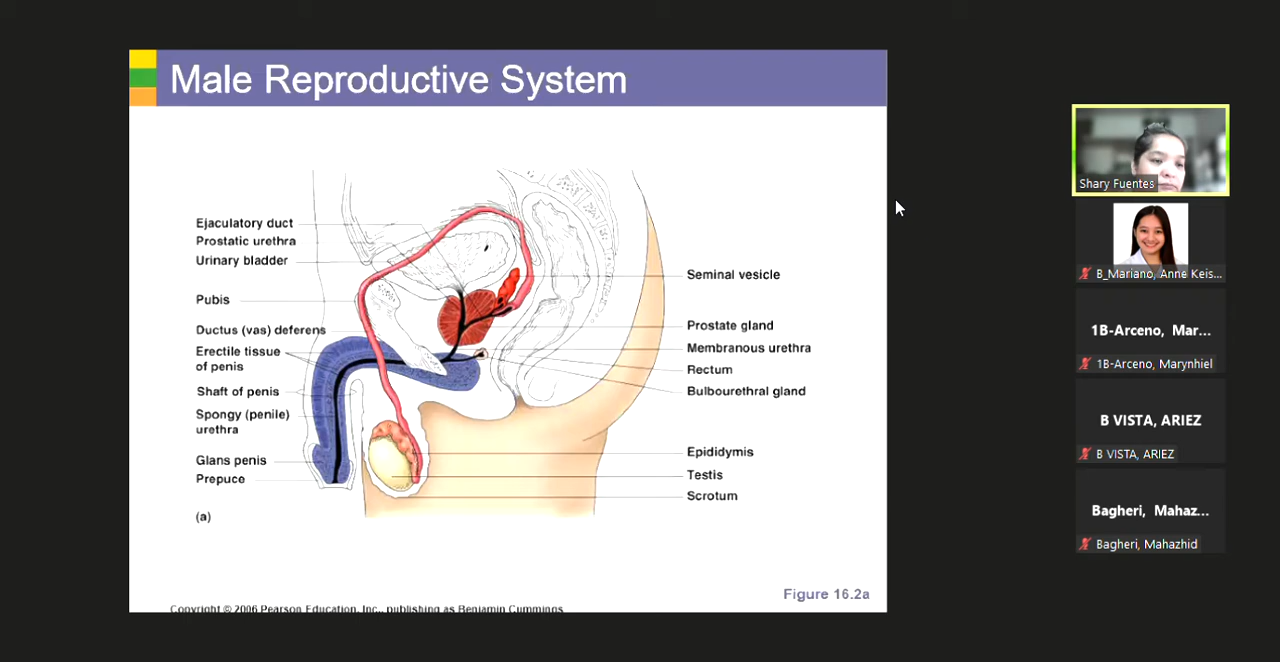 Male Reproductive System
Ejaculatory duct
Prostatic urethra
Urinary bladder
Pubis
Ductus (vas) deferens
Erectile tissue
of penis
Shaft of penis
Spongy (penile)
urethra
Glans penis
Prepuce
(a)
Seminal vesicle
Prostate gland
Membranous urethra
Rectum
Bulbourethral gland
Epididymis
Testis
Scrotum
Figure 16.2a
Copyright © 2006 Pearson Education, Inc., publishing as Benjamin Cummings
Shary Fuentes
B_Mariano, Anne Keis...
1B-Arceno, Mar...
1B-Arceno, Marynhiel
B VISTA, ARIEZ
B VISTA, ARIEZ
Bagheri, Mahaz...
Bagheri, Mahazhid